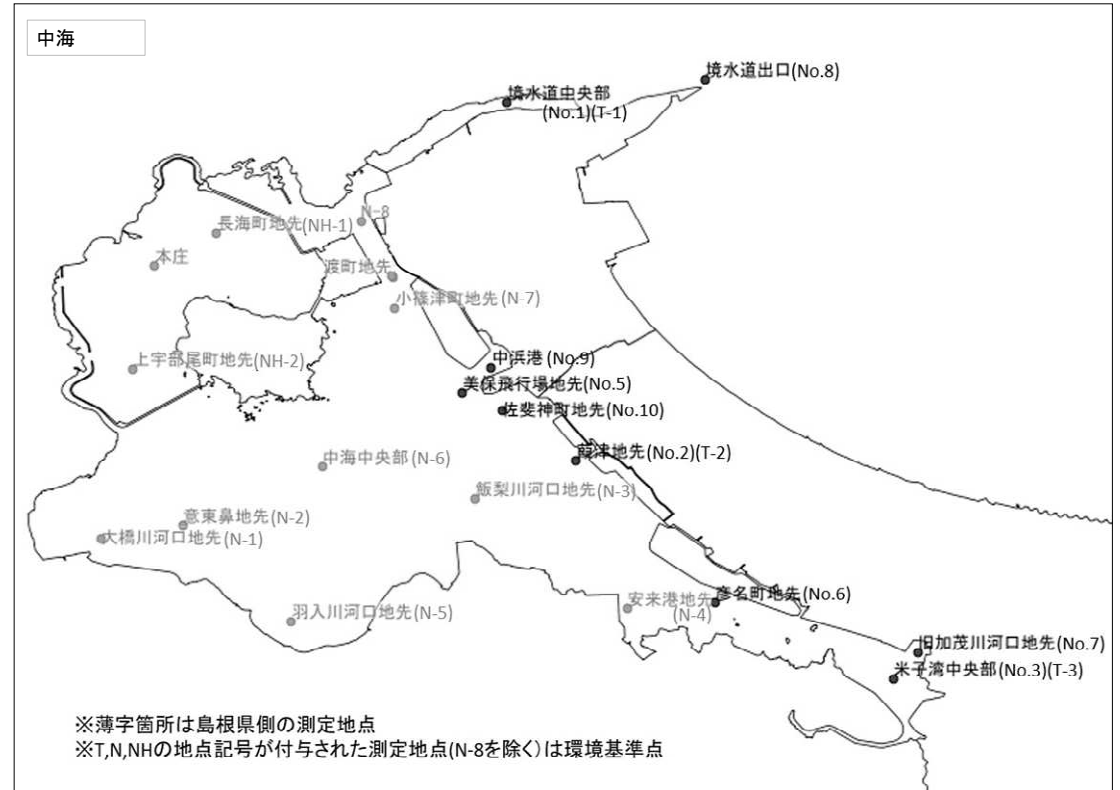 中海
境水道出口(No.8)
境水道中央部
(No.1)(T-1)
N-8
長海町地先(NH-1)
本庄
渡町地先
小篠津町地先(N-7)
中浜港(No.9)
上宇部尾町地先(NH-2)
美保飛行場地先(No.5)
佐斐神町地先(No.10)
葭津地先(No.2)(T-2)
中海中央部(N-6)
飯梨川河口地先(N-3)
意東鼻地先(N-2)
大橋川河口地先(N-1)
彦名町地先(No.6)
安来港地先
(N-4)
羽入川河口地先(N-5)
旧加茂川河口地先(No.7)
米子湾中央部(No.3)(T-3)
※薄字箇所は島根県側の測定地点
※T,N,NHの地点記号が付与された測定地点(N-8を除く)は環境基準点